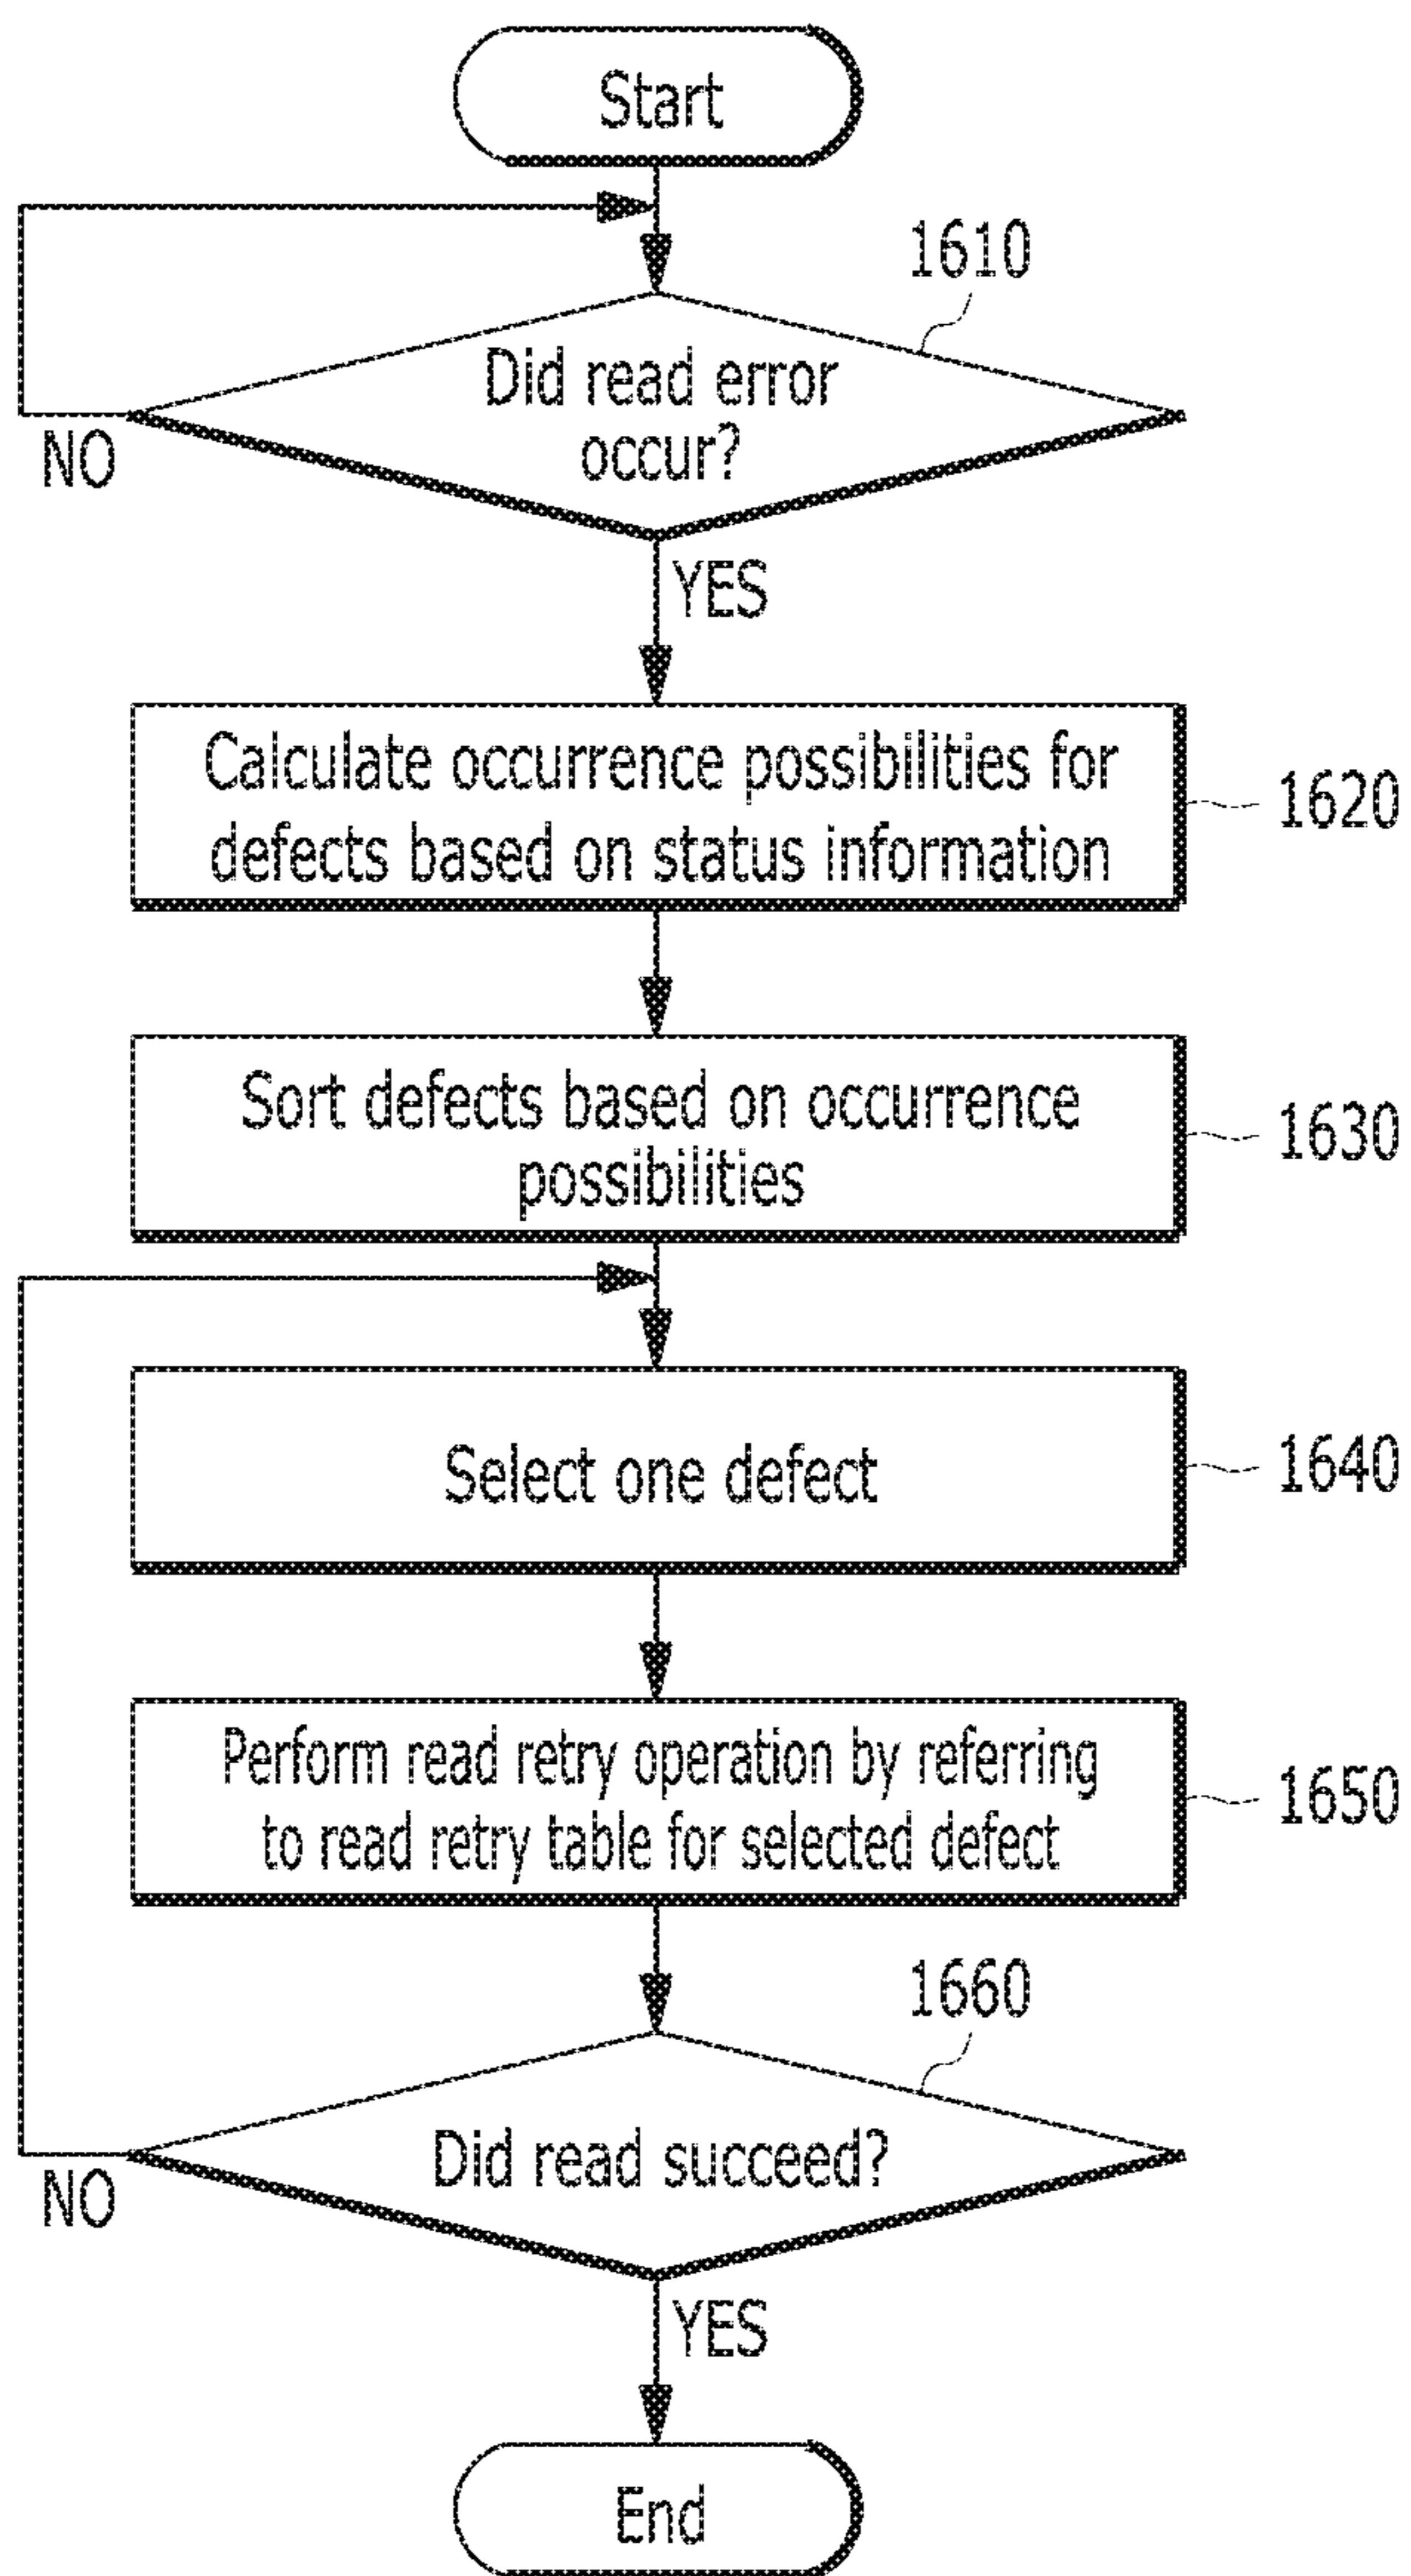 Start
1610
Did read error
occur?
NO
YES
Calculate occurrence possibilities for
defects based on status information
1620
Sort defects based on occurrence
possibilities
1630
Select one defect
1640
Perform read retry operation by referring
to read retry table for selected defect
1650
1660
Did read succeed?
NO
YES
End